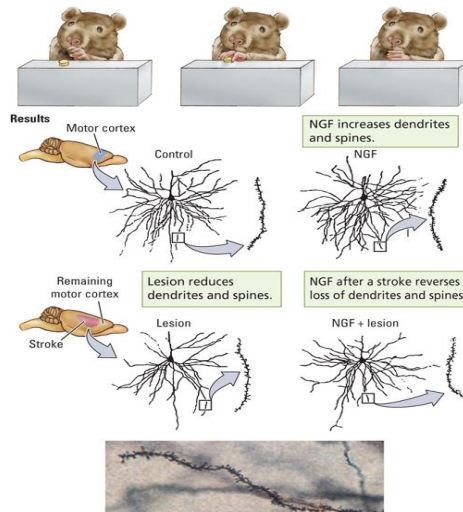 Results
Motor cortex
Control
NGF increases dendrites
and spines.
NGF
Remaining
motor cortex
Stroke
Lesion reduces
dendrites and spines.
Lesion
NGF after a stroke reverses
loss of dendrites and spines
NGF + lesion